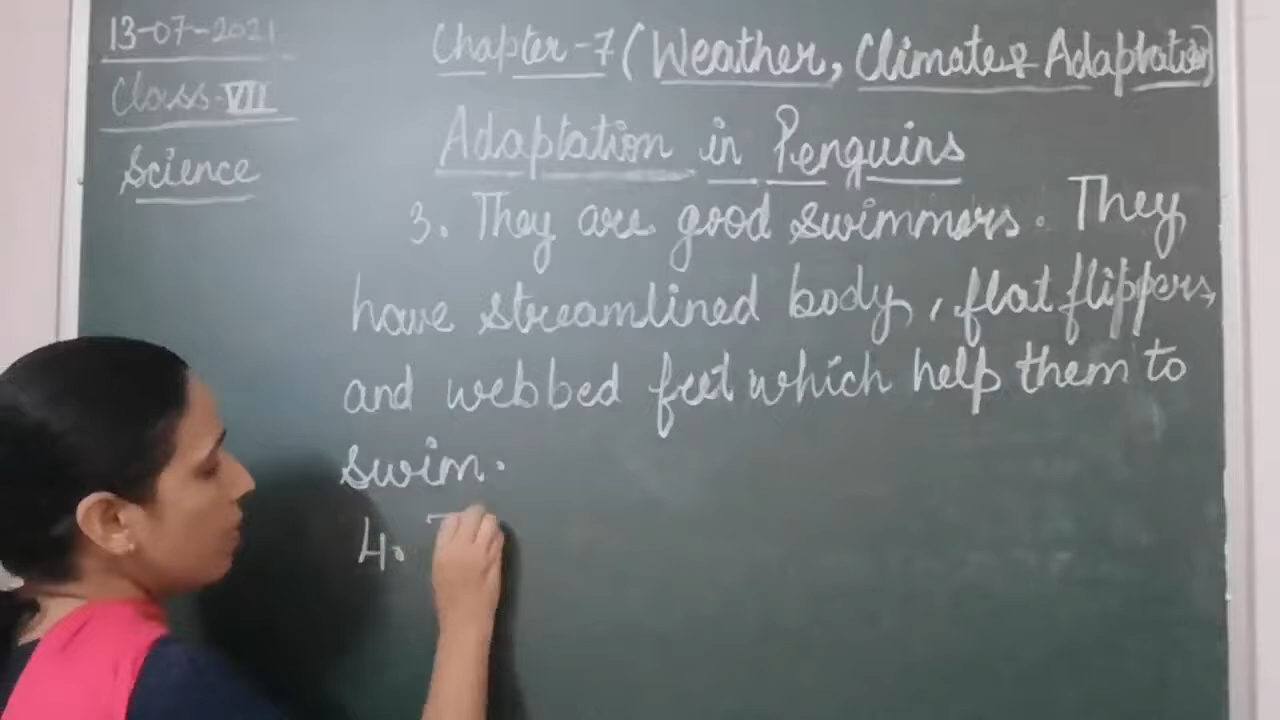 13-07-2021
Class-VII
Science
Chapter-7 (Weather, Climate & Adaptation)
Adaptation in Penguins
3. They are good swimmers. They
have streamlined body, flat flippers,
and webbed feet which help them to
swim.
4. T